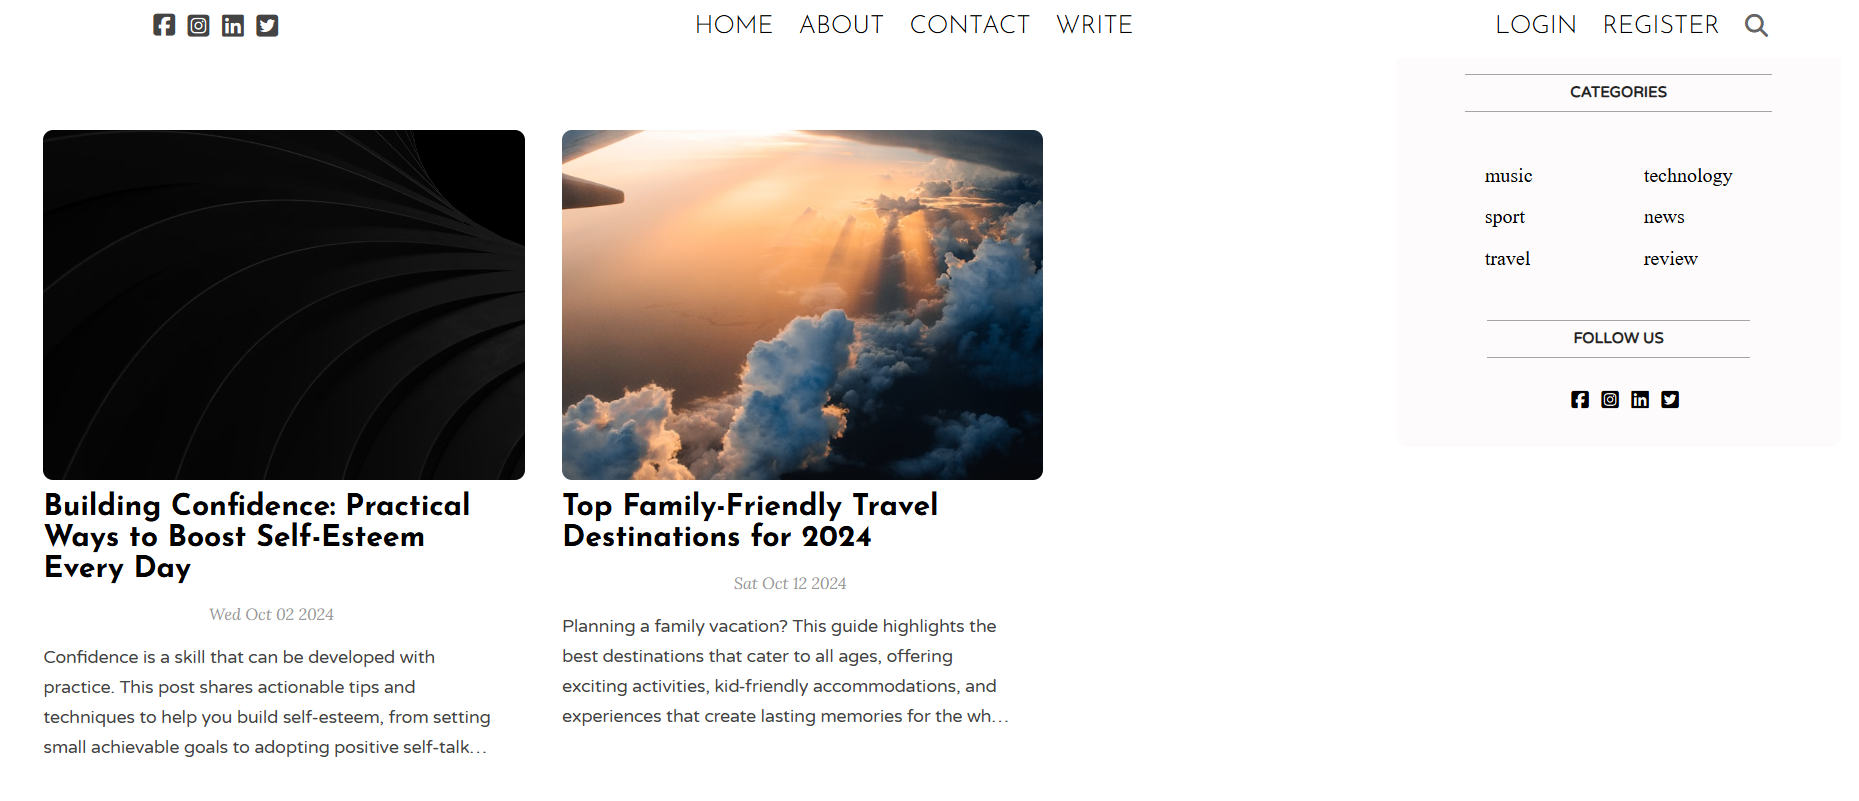 HOME ABOUT CONTACT WRITE
LOGIN REGISTER
Building Confidence: Practical
Ways to Boost Self-Esteem
Every Day
Wed Oct 02 2024
Confidence is a skill that can be developed with
practice. This post shares actionable tips and
techniques to help you build self-esteem, from setting
small achievable goals to adopting positive self-talk...
Top Family-Friendly Travel
Destinations for 2024
Sat Oct 12 2024
Planning a family vacation? This guide highlights the
best destinations that cater to all ages, offering
exciting activities, kid-friendly accommodations, and
experiences that create lasting memories for the wh...
CATEGORIES
music technology
sport news
travel review
FOLLOW US